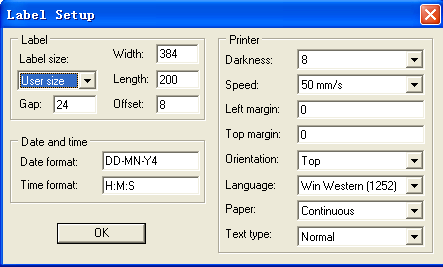 Label Setup
Label
Label size:
User size
Width: 384
Length: 200
Gap: 24
Offset: 8
Date and time
Date format: DD-MN-Y4
Time format: H:M:S
OK
Printer
Darkness: 8
Speed: 50 mm/s
Left margin: 0
Top margin: 0
Orientation: Top
Language: Win Western (1252)
Paper: Continuous
Text type: Normal